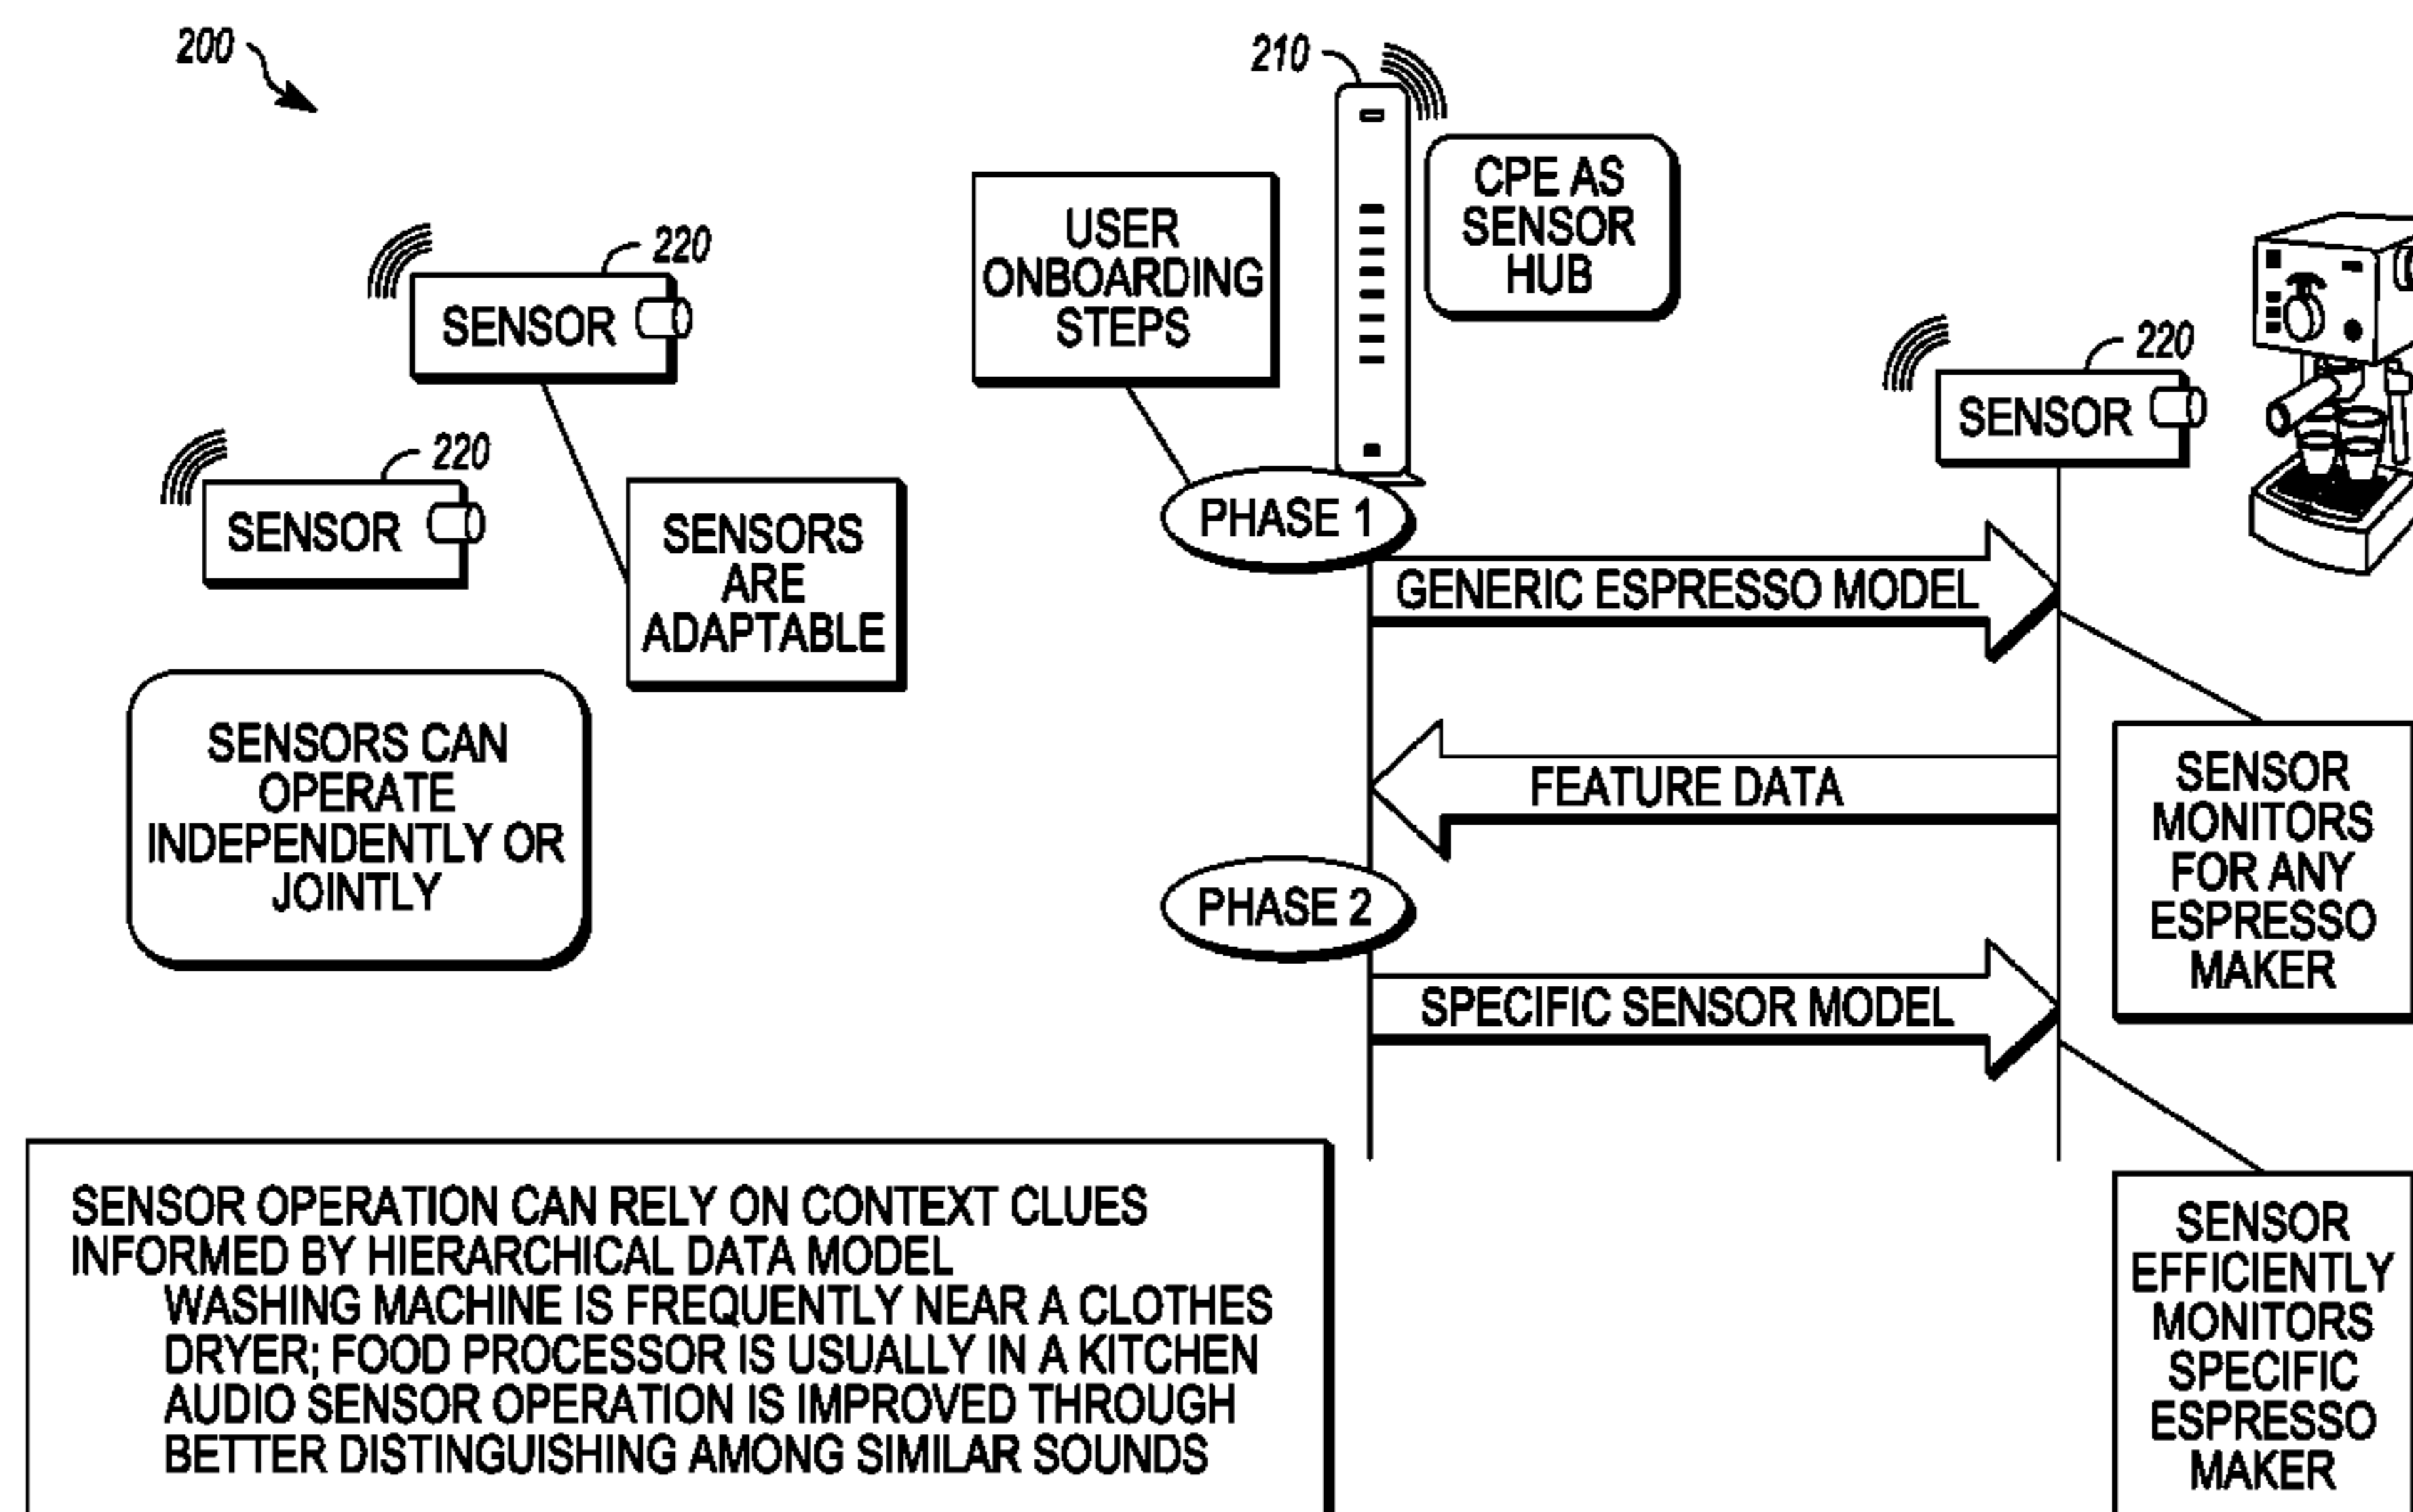 200
210
CPE AS
SENSOR
HUB
USER
ONBOARDING
STEPS
220
SENSOR
220
SENSOR
220
SENSOR
SENSORS
ARE
ADAPTABLE
PHASE 1
GENERIC ESPRESSO MODEL
SENSORS CAN
OPERATE
INDEPENDENTLY OR
JOINTLY
FEATURE DATA
SENSOR
MONITORS
FOR ANY
ESPRESSO
MAKER
PHASE 2
SPECIFIC SENSOR MODEL
SENSOR OPERATION CAN RELY ON CONTEXT CLUES
INFORMED BY HIERARCHICAL DATA MODEL
WASHING MACHINE IS FREQUENTLY NEAR A CLOTHES
DRYER; FOOD PROCESSOR IS USUALLY IN A KITCHEN
AUDIO SENSOR OPERATION IS IMPROVED THROUGH
BETTER DISTINGUISHING AMONG SIMILAR SOUNDS
SENSOR
EFFICIENTLY
MONITORS
SPECIFIC
ESPRESSO
MAKER